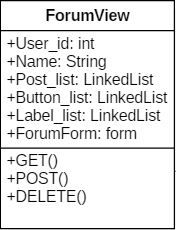 ForumView
+User_id: int
+Name: String
+Post_list: LinkedList
+Button_list: LinkedList
+Label_list: LinkedList
+ForumForm: form
+GET()
+POST()
+DELETE()